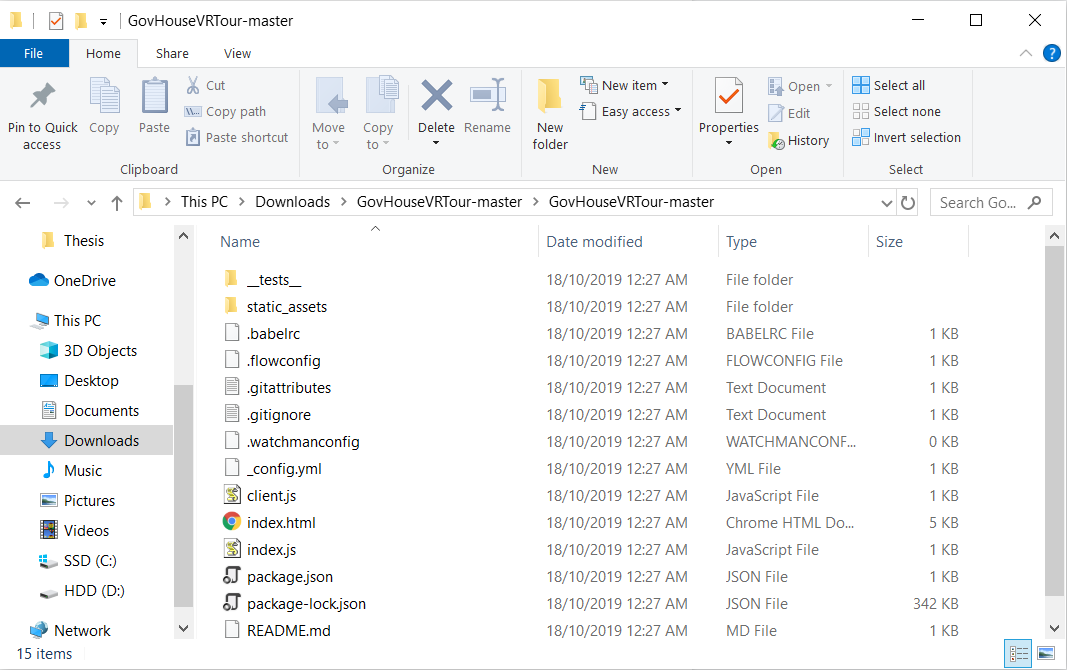 GovHouseVRTour-master
File Home Share View
Pin to Quick access
Copy
Paste
Cut
Copy path
Paste shortcut
Clipboard
Move to
Copy to
Delete
Rename
Organize
New folder
New item
Easy access
New
Properties
Open
Edit
History
Open
Select all
Select none
Invert selection
Select
This PC > Downloads > GovHouseVRTour-master > GovHouseVRTour-master
Search Go...
Thesis
OneDrive
This PC
3D Objects
Desktop
Documents
Downloads
Music
Pictures
Videos
SSD (C:)
HDD (D:)
Network
Name Date modified Type Size
__tests__ 18/10/2019 12:27 AM File folder
static_assets 18/10/2019 12:27 AM File folder
.babelrc 18/10/2019 12:27 AM BABELRC File 1 KB
.flowconfig 18/10/2019 12:27 AM FLOWCONFIG File 1 KB
.gitattributes 18/10/2019 12:27 AM Text Document 1 KB
.gitignore 18/10/2019 12:27 AM Text Document 1 KB
.watchmanconfig 18/10/2019 12:27 AM WATCHMANCONF... 0 KB
_config.yml 18/10/2019 12:27 AM YML File 1 KB
client.js 18/10/2019 12:27 AM JavaScript File 1 KB
index.html 18/10/2019 12:27 AM Chrome HTML Do... 5 KB
index.js 18/10/2019 12:27 AM JavaScript File 1 KB
package.json 18/10/2019 12:27 AM JSON File 1 KB
package-lock.json 18/10/2019 12:27 AM JSON File 342 KB
README.md 18/10/2019 12:27 AM MD File 1 KB
15 items